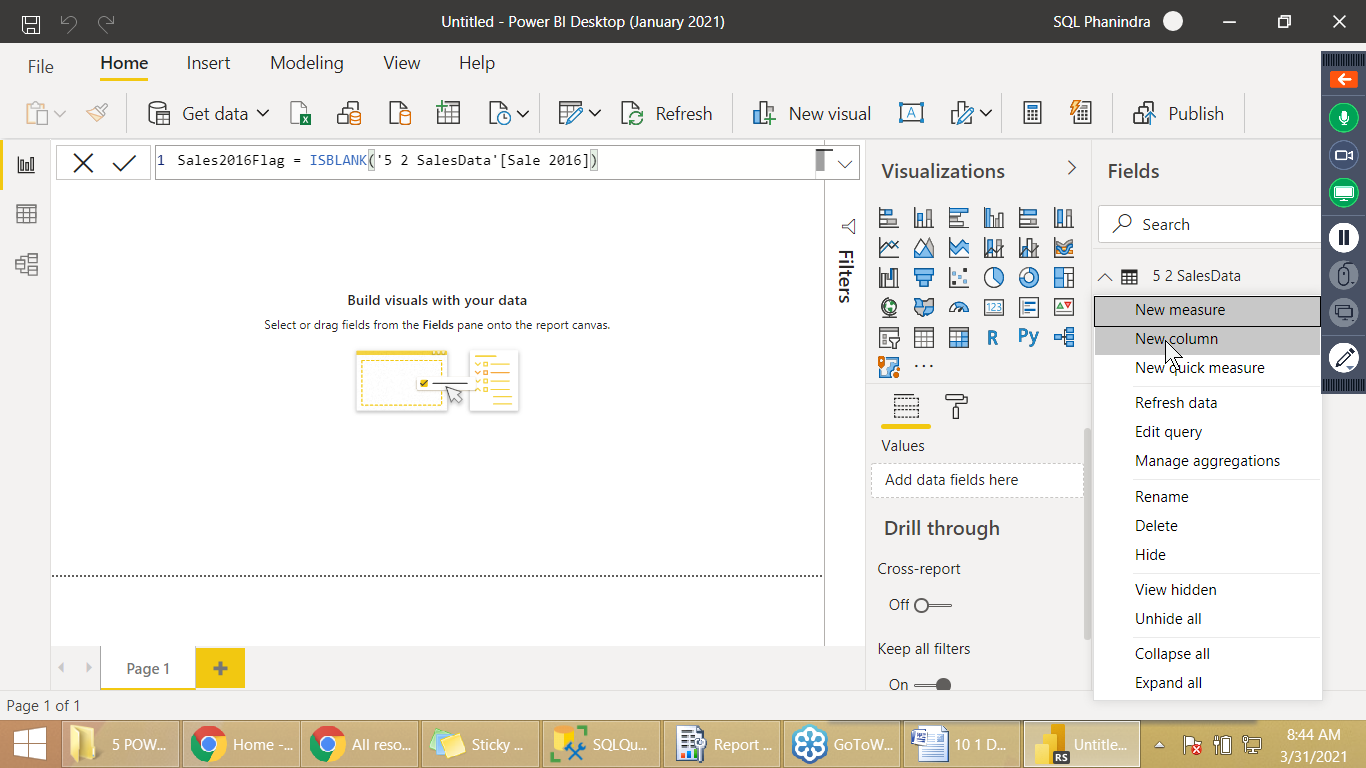 Untitled - Power BI Desktop (January 2021)
SQL Phanindra
File
Home
Insert
Modeling
View
Help
Get data
Refresh
New visual
Publish
1 Sales2016Flag = ISBLANK('5 2 SalesData'[Sale 2016])
Filters
Build visuals with your data
Select or drag fields from the Fields pane onto the report canvas.
Visualizations
123
R
Py
Values
Add data fields here
Drill through
Cross-report
Off
Keep all filters
On
Fields
Search
5 2 SalesData
New measure
New column
New quick measure
Refresh data
Edit query
Manage aggregations
Rename
Delete
Hide
View hidden
Unhide all
Collapse all
Expand all
Page 1
Page 1 of 1
5 POW...
Home -...
All reso...
Sticky ...
SQLQu...
Report ...
GoToW...
10 1 D...
RS
Untitle...
8:44 AM
3/31/2021